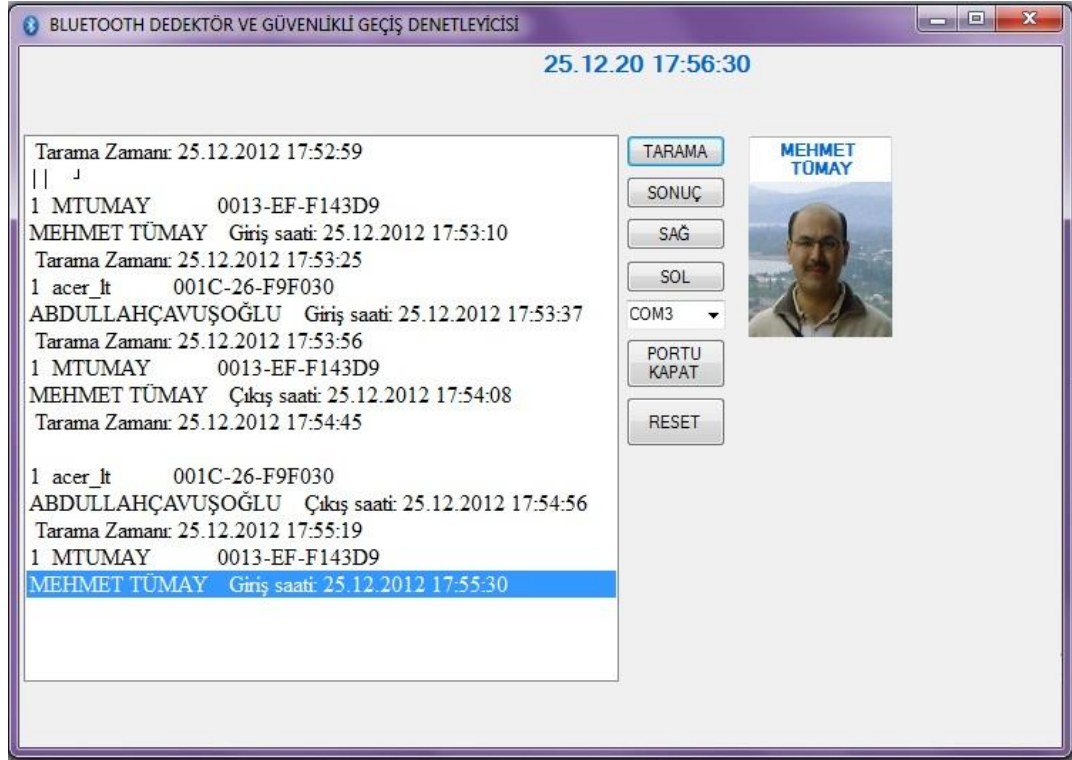 BLUETOOTH DEDEKTÖR VE GÜVENLİKLİ GEÇİŞ DENETLEYİCİSİ
25.12.20 17:56:30
Tarama Zamanı: 25.12.2012 17:52:59
|| ┘
1 MTUMAY 0013-EF-F143D9
MEHMET TÜMAY Giriş saati: 25.12.2012 17:53:10
Tarama Zamanı: 25.12.2012 17:53:25
1 acer_lt 001C-26-F9F030
ABDULLAHÇAVUŞOĞLU Giriş saati: 25.12.2012 17:53:37
Tarama Zamanı: 25.12.2012 17:53:56
1 MTUMAY 0013-EF-F143D9
MEHMET TÜMAY Çıkış saati: 25.12.2012 17:54:08
Tarama Zamanı: 25.12.2012 17:54:45
1 acer_lt 001C-26-F9F030
ABDULLAHÇAVUŞOĞLU Çıkış saati: 25.12.2012 17:54:56
Tarama Zamanı: 25.12.2012 17:55:19
1 MTUMAY 0013-EF-F143D9
MEHMET TÜMAY Giriş saati: 25.12.2012 17:55:30
TARAMA
SONUÇ
SAĞ
SOL
COM3
PORTU
KAPAT
RESET
MEHMET
TÜMAY